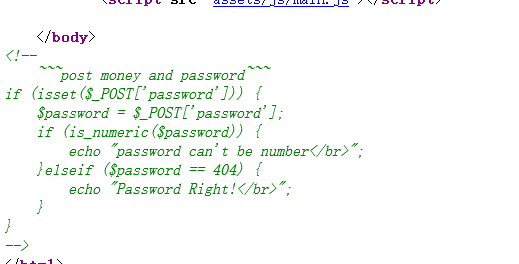 <script src="assets/js/main.js"></script>
</body>
<!--
~~~post money and password~~~
if (isset($_POST['password'])) {
$password = $_POST['password'];
if (is_numeric($password)) {
echo "password can't be number</br>";
}elseif ($password == 404) {
echo "Password Right!</br>";
}
}
-->
</html>